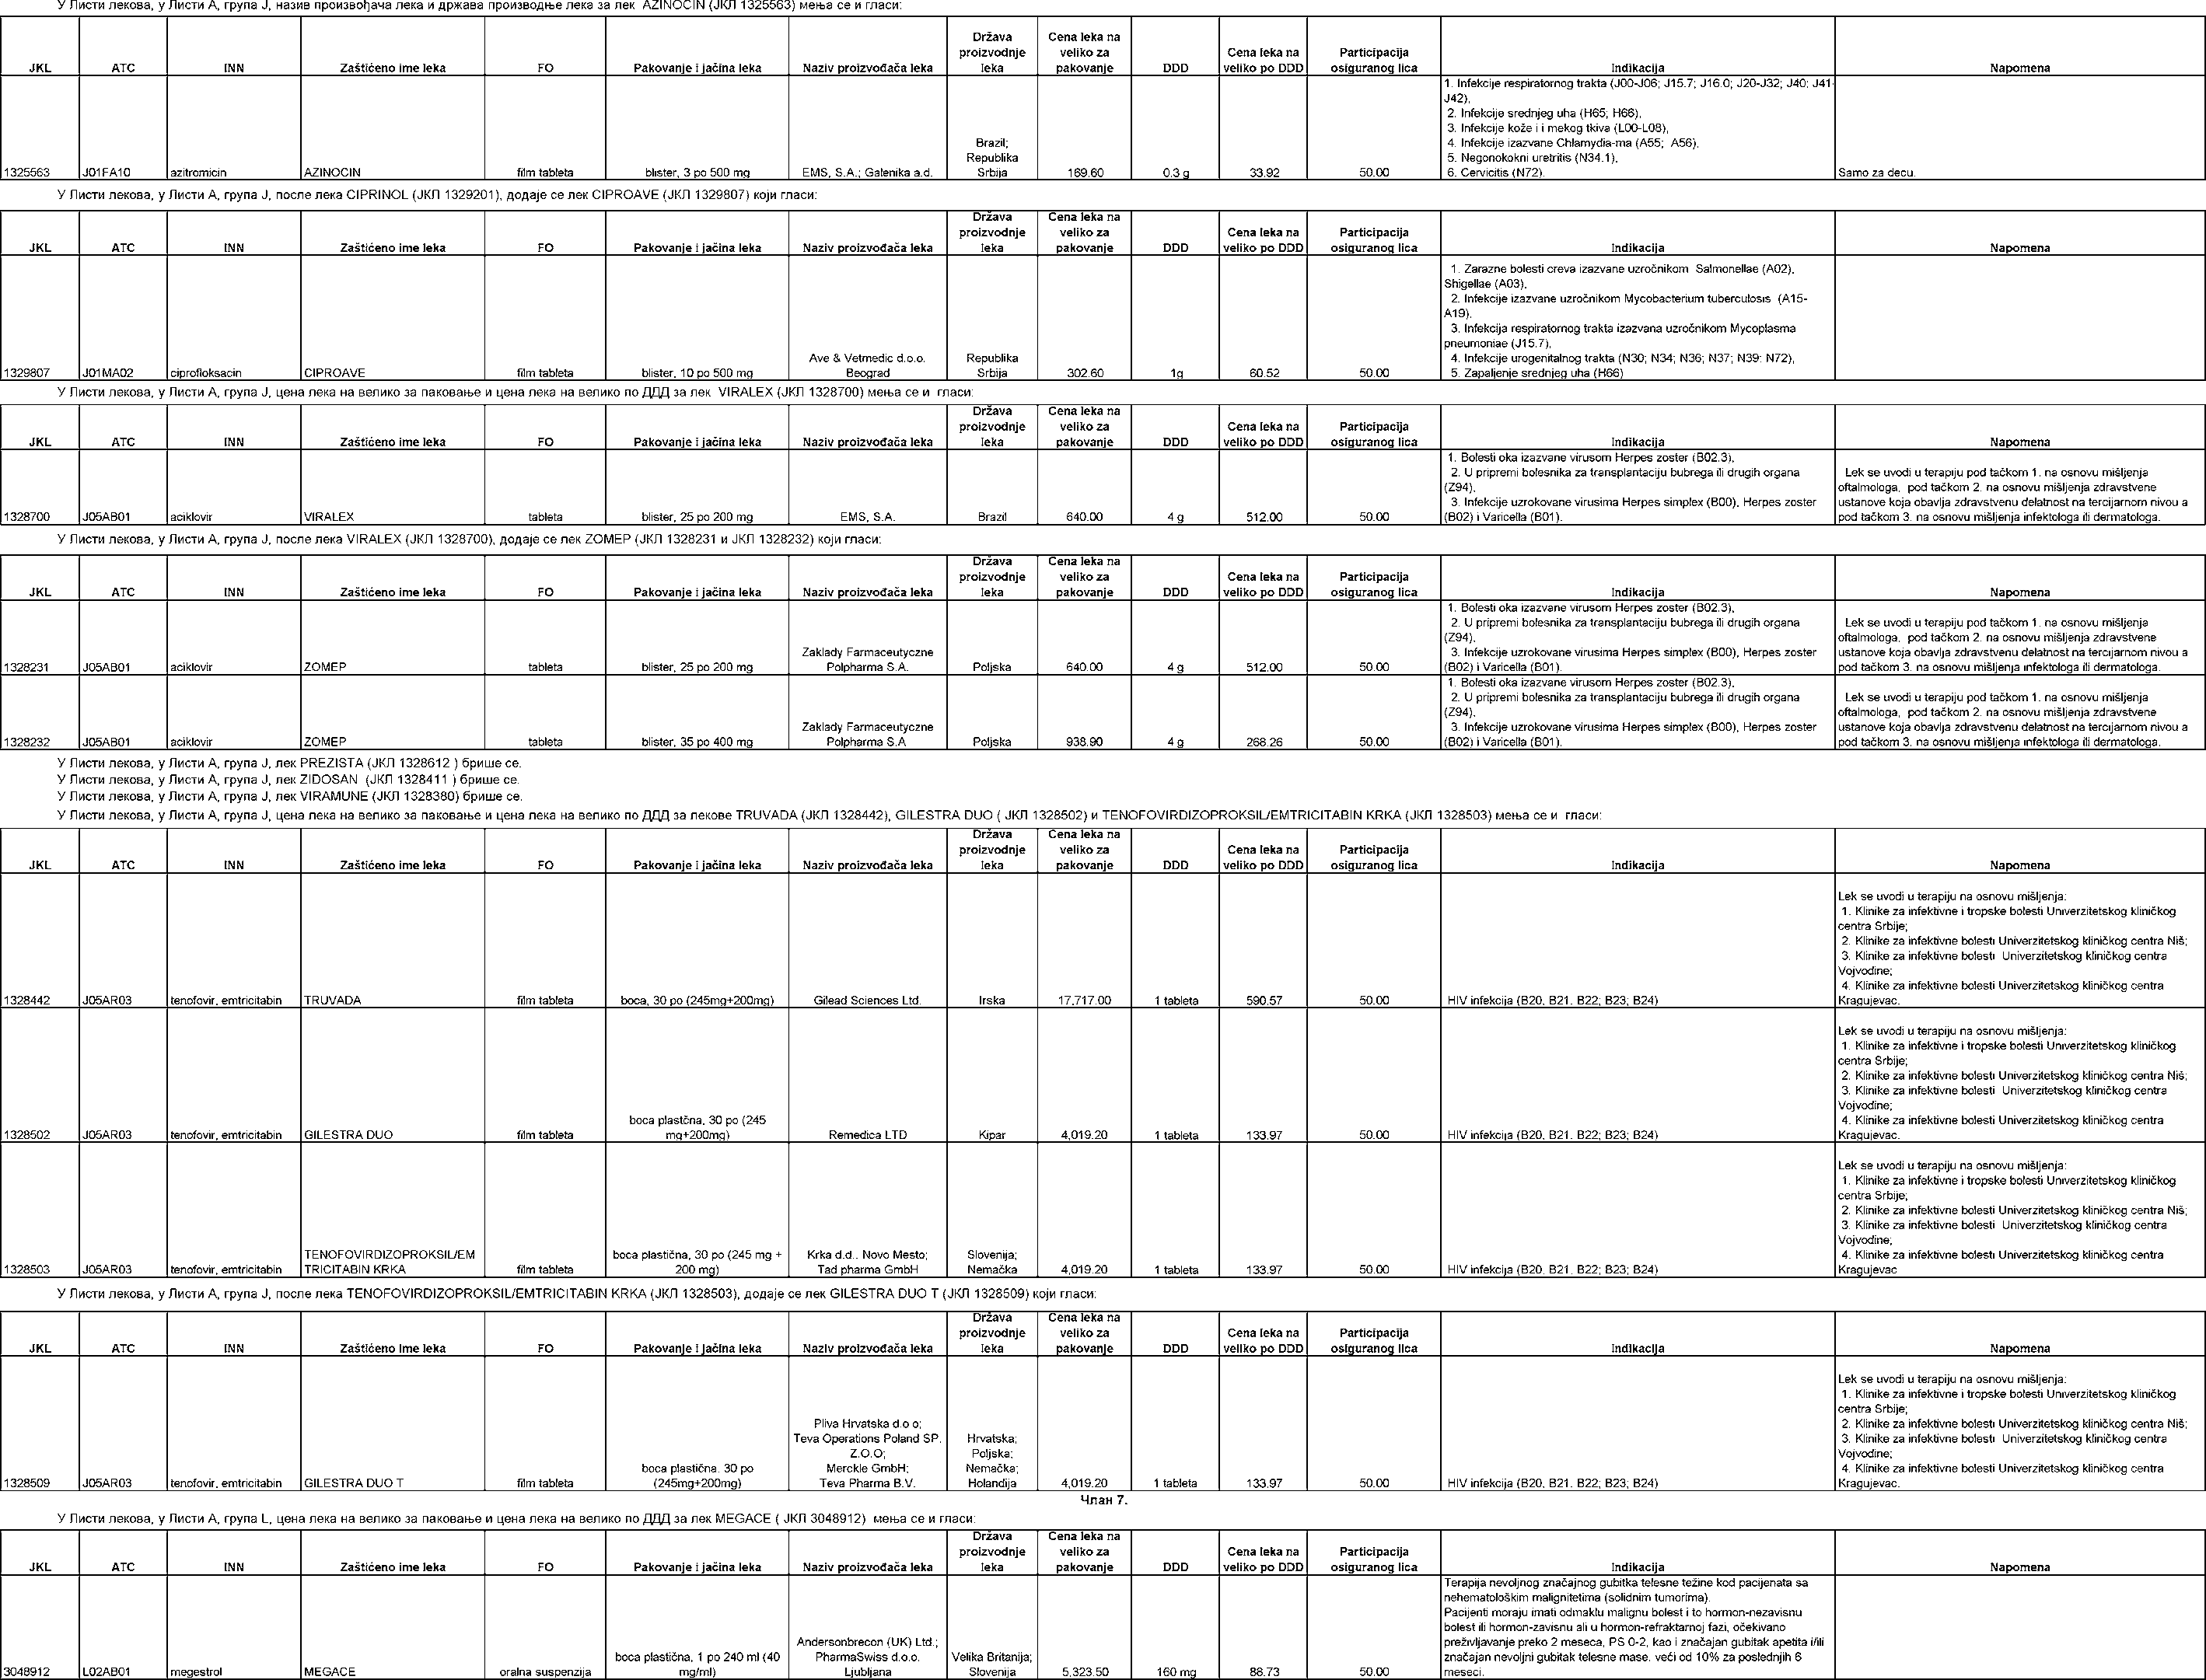 У Листи лекова, у Листи А, група Ј, назив произвођача лека и држава производње лека за лек AZINOCIN (ЈКЛ 1325563) мења се и гласи:
JKL ATC INN Zaštićeno ime leka FO Pakovanje i jačina leka Naziv proizvođača leka Država proizvodnje leka Cena leka na veliko za pakovanje DDD Cena leka na veliko po DDD Participacija osiguranog lica Indikacija Napomena
1325563 J01FA10 azitromicin AZINOCIN film tableta blister, 3 po 500 mg EMS, S.A.; Galenika a.d. Brazil; Republika Srbija 169.60 0.3 g 33.92 50.00
1. Infekcije respiratornog trakta (J00-J06; J15.7; J16.0; J20-J32; J40; J41-
J42),
2. Infekcije srednjeg uha (H65; H66),
3. Infekcije kože i i mekog tkiva (L00-L08),
4. Infekcije izazvane Chlamydia-ma (A55; A56),
5. Negonokokni uretritis (N34.1),
6. Cervicitis (N72).
Samo za decu.
У Листи лекова, у Листи А, група Ј, после лека CIPRINOL (ЈКЛ 1329201), додаје се лек CIPROAVE (ЈКЛ 1329807) који гласи:
JKL ATC INN Zaštićeno ime leka FO Pakovanje i jačina leka Naziv proizvođača leka Država proizvodnje leka Cena leka na veliko za pakovanje DDD Cena leka na veliko po DDD Participacija osiguranog lica Indikacija Napomena
1329807 J01MA02 ciprofloksacin CIPROAVE film tableta blister, 10 po 500 mg Ave & Vetmedic d.o.o. Beograd Republika Srbija 302.60 1g 60.52 50.00
1. Zarazne bolesti creva izazvane uzročnikom Salmonellae (A02),
Shigellae (A03),
2. Infekcije izazvane uzročnikom Mycobacterium tuberculosis (A15-
A19),
3. Infekcija respiratornog trakta izazvana uzročnikom Mycoplasma
pneumoniae (J15.7),
4. Infekcije urogenitalnog trakta (N30; N34; N36; N37; N39; N72),
5. Zapaljenje srednjeg uha (H66)
У Листи лекова, у Листи А, група Ј, цена лека на велико за паковање и цена лека на велико по ДДД за лек VIRALEX (ЈКЛ 1328700) мења се и гласи:
JKL ATC INN Zaštićeno ime leka FO Pakovanje i jačina leka Naziv proizvođača leka Država proizvodnje leka Cena leka na veliko za pakovanje DDD Cena leka na veliko po DDD Participacija osiguranog lica Indikacija Napomena
1328700 J05AB01 aciklovir VIRALEX tableta blister, 25 po 200 mg EMS, S.A. Brazil 640.00 4 g 512.00 50.00
1. Bolesti oka izazvane virusom Herpes zoster (B02.3),
2. U pripremi bolesnika za transplantaciju bubrega ili drugih organa
(Z94),
3. Infekcije uzrokovane virusima Herpes simplex (B00), Herpes zoster
(B02) i Varicella (B01).
Lek se uvodi u terapiju pod tačkom 1. na osnovu mišljenja
oftalmologa, pod tačkom 2. na osnovu mišljenja zdravstvene
ustanove koja obavlja zdravstvenu delatnost na tercijarnom nivou a
pod tačkom 3. na osnovu mišljenja infektologa ili dermatologa.
У Листи лекова, у Листи А, група Ј, после лека VIRALEX (ЈКЛ 1328700), додаје се лек ZOMEP (ЈКЛ 1328231 и ЈКЛ 1328232) који гласи:
JKL ATC INN Zaštićeno ime leka FO Pakovanje i jačina leka Naziv proizvođača leka Država proizvodnje leka Cena leka na veliko za pakovanje DDD Cena leka na veliko po DDD Participacija osiguranog lica Indikacija Napomena
1328231 J05AB01 aciklovir ZOMEP tableta blister, 25 po 200 mg Zaklady Farmaceutyczne Polpharma S.A. Poljska 640.00 4 g 512.00 50.00
1. Bolesti oka izazvane virusom Herpes zoster (B02.3),
2. U pripremi bolesnika za transplantaciju bubrega ili drugih organa
(Z94),
3. Infekcije uzrokovane virusima Herpes simplex (B00), Herpes zoster
(B02) i Varicella (B01).
Lek se uvodi u terapiju pod tačkom 1. na osnovu mišljenja
oftalmologa, pod tačkom 2. na osnovu mišljenja zdravstvene
ustanove koja obavlja zdravstvenu delatnost na tercijarnom nivou a
pod tačkom 3. na osnovu mišljenja infektologa ili dermatologa.
1328232 J05AB01 aciklovir ZOMEP tableta blister, 35 po 400 mg Zaklady Farmaceutyczne Polpharma S.A Poljska 938.90 4 g 268.26 50.00
1. Bolesti oka izazvane virusom Herpes zoster (B02.3),
2. U pripremi bolesnika za transplantaciju bubrega ili drugih organa
(Z94),
3. Infekcije uzrokovane virusima Herpes simplex (B00), Herpes zoster
(B02) i Varicella (B01).
Lek se uvodi u terapiju pod tačkom 1. na osnovu mišljenja
oftalmologa, pod tačkom 2. na osnovu mišljenja zdravstvene
ustanove koja obavlja zdravstvenu delatnost na tercijarnom nivou a
pod tačkom 3. na osnovu mišljenja infektologa ili dermatologa.
У Листи лекова, у Листи А, група Ј, лек PREZISTA (ЈКЛ 1328612 ) брише се.
У Листи лекова, у Листи А, група Ј, лек ZIDOSAN (ЈКЛ 1328411 ) брише се.
У Листи лекова, у Листи А, група Ј, лек VIRAMUNE (ЈКЛ 1328380) брише се.
У Листи лекова, у Листи А, група Ј, цена лека на велико за паковање и цена лека на велико по ДДД за лекове TRUVADA (ЈКЛ 1328442), GILESTRA DUO ( ЈКЛ 1328502) и TENOFOVIRDIZOPROKSIL/EMTRICITABIN KRKA (ЈКЛ 1328503) мења се и гласи:
JKL ATC INN Zaštićeno ime leka FO Pakovanje i jačina leka Naziv proizvođača leka Država proizvodnje leka Cena leka na veliko za pakovanje DDD Cena leka na veliko po DDD Participacija osiguranog lica Indikacija Napomena
1328442 J05AR03 tenofovir, emtricitabin TRUVADA film tableta boca, 30 po (245mg+200mg) Gilead Sciences Ltd. Irska 17,717.00 1 tableta 590.57 50.00 HIV infekcija (B20, B21, B22; B23; B24)
Lek se uvodi u terapiju na osnovu mišljenja:
1. Klinike za infektivne i tropske bolesti Univerzitetskog kliničkog
centra Srbije;
2. Klinike za infektivne bolesti Univerzitetskog kliničkog centra Niš;
3. Klinike za infektivne bolesti Univerzitetskog kliničkog centra
Vojvodine;
4. Klinike za infektivne bolesti Univerzitetskog kliničkog centra
Kragujevac.
1328502 J05AR03 tenofovir, emtricitabin GILESTRA DUO film tableta boca plastčna, 30 po (245 mg+200mg) Remedica LTD Kipar 4,019.20 1 tableta 133.97 50.00 HIV infekcija (B20, B21, B22; B23; B24)
Lek se uvodi u terapiju na osnovu mišljenja:
1. Klinike za infektivne i tropske bolesti Univerzitetskog kliničkog
centra Srbije;
2. Klinike za infektivne bolesti Univerzitetskog kliničkog centra Niš;
3. Klinike za infektivne bolesti Univerzitetskog kliničkog centra
Vojvodine;
4. Klinike za infektivne bolesti Univerzitetskog kliničkog centra
Kragujevac.
1328503 J05AR03 tenofovir, emtricitabin TENOFOVIRDIZOPROKSIL/EM TRICITABIN KRKA film tableta boca plastična, 30 po (245 mg + 200 mg) Krka d.d., Novo Mesto; Tad pharma GmbH Slovenija; Nemačka 4,019.20 1 tableta 133.97 50.00 HIV infekcija (B20, B21, B22; B23; B24)
Lek se uvodi u terapiju na osnovu mišljenja:
1. Klinike za infektivne i tropske bolesti Univerzitetskog kliničkog
centra Srbije;
2. Klinike za infektivne bolesti Univerzitetskog kliničkog centra Niš;
3. Klinike za infektivne bolesti Univerzitetskog kliničkog centra
Vojvodine;
4. Klinike za infektivne bolesti Univerzitetskog kliničkog centra
Kragujevac
У Листи лекова, у Листи А, група Ј, после лека TENOFOVIRDIZOPROKSIL/EMTRICITABIN KRKA (ЈКЛ 1328503), додаје се лек GILESTRA DUO T (ЈКЛ 1328509) који гласи:
JKL ATC INN Zaštićeno ime leka FO Pakovanje i jačina leka Naziv proizvođača leka Država proizvodnje leka Cena leka na veliko za pakovanje DDD Cena leka na veliko po DDD Participacija osiguranog lica Indikacija Napomena
1328509 J05AR03 tenofovir, emtricitabin GILESTRA DUO T film tableta boca plastična, 30 po (245mg+200mg) Pliva Hrvatska d.o.o; Teva Operations Poland SP. Z.O.O; Merckle GmbH; Teva Pharma B.V. Hrvatska; Poljska; Nemačka; Holandija 4,019.20 1 tableta 133.97 50.00 HIV infekcija (B20, B21, B22; B23; B24)
Lek se uvodi u terapiju na osnovu mišljenja:
1. Klinike za infektivne i tropske bolesti Univerzitetskog kliničkog
centra Srbije;
2. Klinike za infektivne bolesti Univerzitetskog kliničkog centra Niš;
3. Klinike za infektivne bolesti Univerzitetskog kliničkog centra
Vojvodine;
4. Klinike za infektivne bolesti Univerzitetskog kliničkog centra
Kragujevac.
Члан 7.
У Листи лекова, у Листи А, група L, цена лека на велико за паковање и цена лека на велико по ДДД за лек MEGACE ( ЈКЛ 3048912) мења се и гласи:
JKL ATC INN Zaštićeno ime leka FO Pakovanje i jačina leka Naziv proizvođača leka Država proizvodnje leka Cena leka na veliko za pakovanje DDD Cena leka na veliko po DDD Participacija osiguranog lica Indikacija Napomena
3048912 L02AB01 megestrol MEGACE oralna suspenzija boca plastična, 1 po 240 ml (40 mg/ml) Andersonbrecon (UK) Ltd.; PharmaSwiss d.o.o. Ljubljana Velika Britanija; Slovenija 5,323.50 160 mg 88.73 50.00
Terapija nevoljnog značajnog gubitka telesne težine kod pacijenata sa
nehematološkim malignitetima (solidnim tumorima).
Pacijenti moraju imati odmaklu malignu bolest i to hormon-nezavisnu
bolest ili hormon-zavisnu ali u hormon-refraktarnoj fazi, očekivano
preživljavanje preko 2 meseca, PS 0-2, kao i značajan gubitak apetita i/ili
značajan nevoljni gubitak telesne mase, veći od 10% za poslednjih 6
meseci.